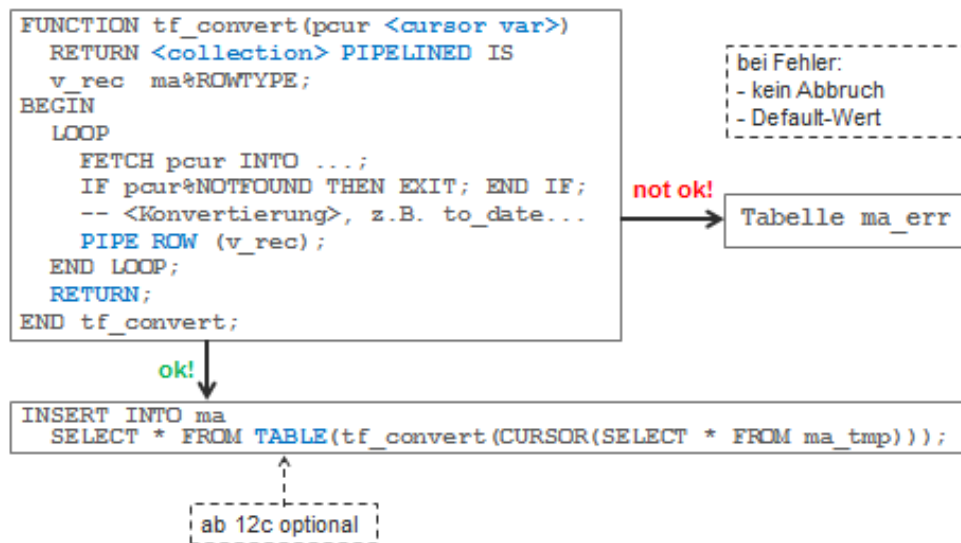 FUNCTION tf_convert(pcur <cursor var>)
RETURN <collection> PIPELINED IS
v_rec ma%ROWTYPE;
BEGIN
LOOP
FETCH pcur INTO ...;
IF pcur%NOTFOUND THEN EXIT; END IF;
-- <Konvertierung>, z.B. to_date...
PIPE ROW (v_rec);
END LOOP;
RETURN;
END tf_convert;
bei Fehler:
- kein Abbruch
- Default-Wert
not ok!
Tabelle ma_err
ok!
INSERT INTO ma
SELECT * FROM TABLE(tf_convert(CURSOR(SELECT * FROM ma_tmp)));
ab 12c optional